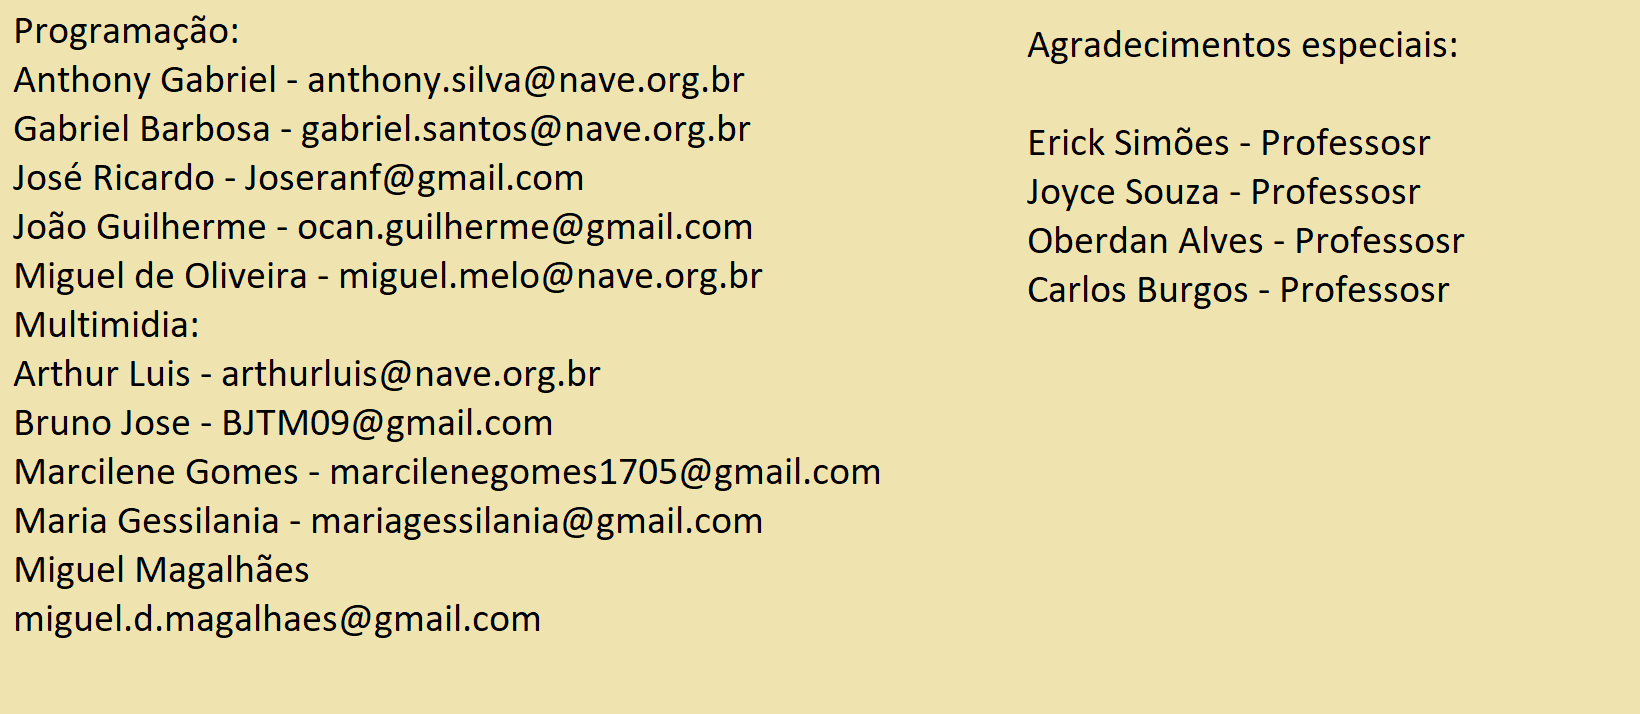 Programação:
Anthony Gabriel - anthony.silva@nave.org.br
Gabriel Barbosa - gabriel.santos@nave.org.br
José Ricardo - Joseranf@gmail.com
João Guilherme - ocan.guilherme@gmail.com
Miguel de Oliveira - miguel.melo@nave.org.br
Multimidia:
Arthur Luis - arthurluis@nave.org.br
Bruno Jose - BJTM09@gmail.com
Marcilene Gomes - marcilenegomes1705@gmail.com
Maria Gessilania - mariagessilania@gmail.com
Miguel Magalhães
miguel.d.magalhaes@gmail.com
Agradecimentos especiais:
Erick Simões - Professosr
Joyce Souza - Professosr
Oberdan Alves - Professosr
Carlos Burgos - Professosr